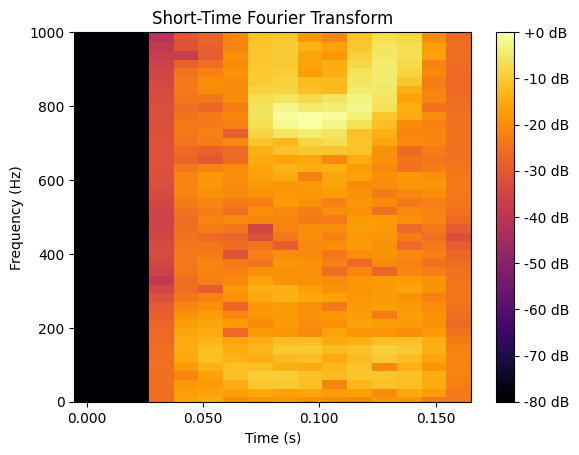 Short-Time Fourier Transform
1000
800
600
400
200
0
Frequency (Hz)
0.000
0.050
0.100
0.150
Time (s)
+0 dB
-10 dB
-20 dB
-30 dB
-40 dB
-50 dB
-60 dB
-70 dB
-80 dB